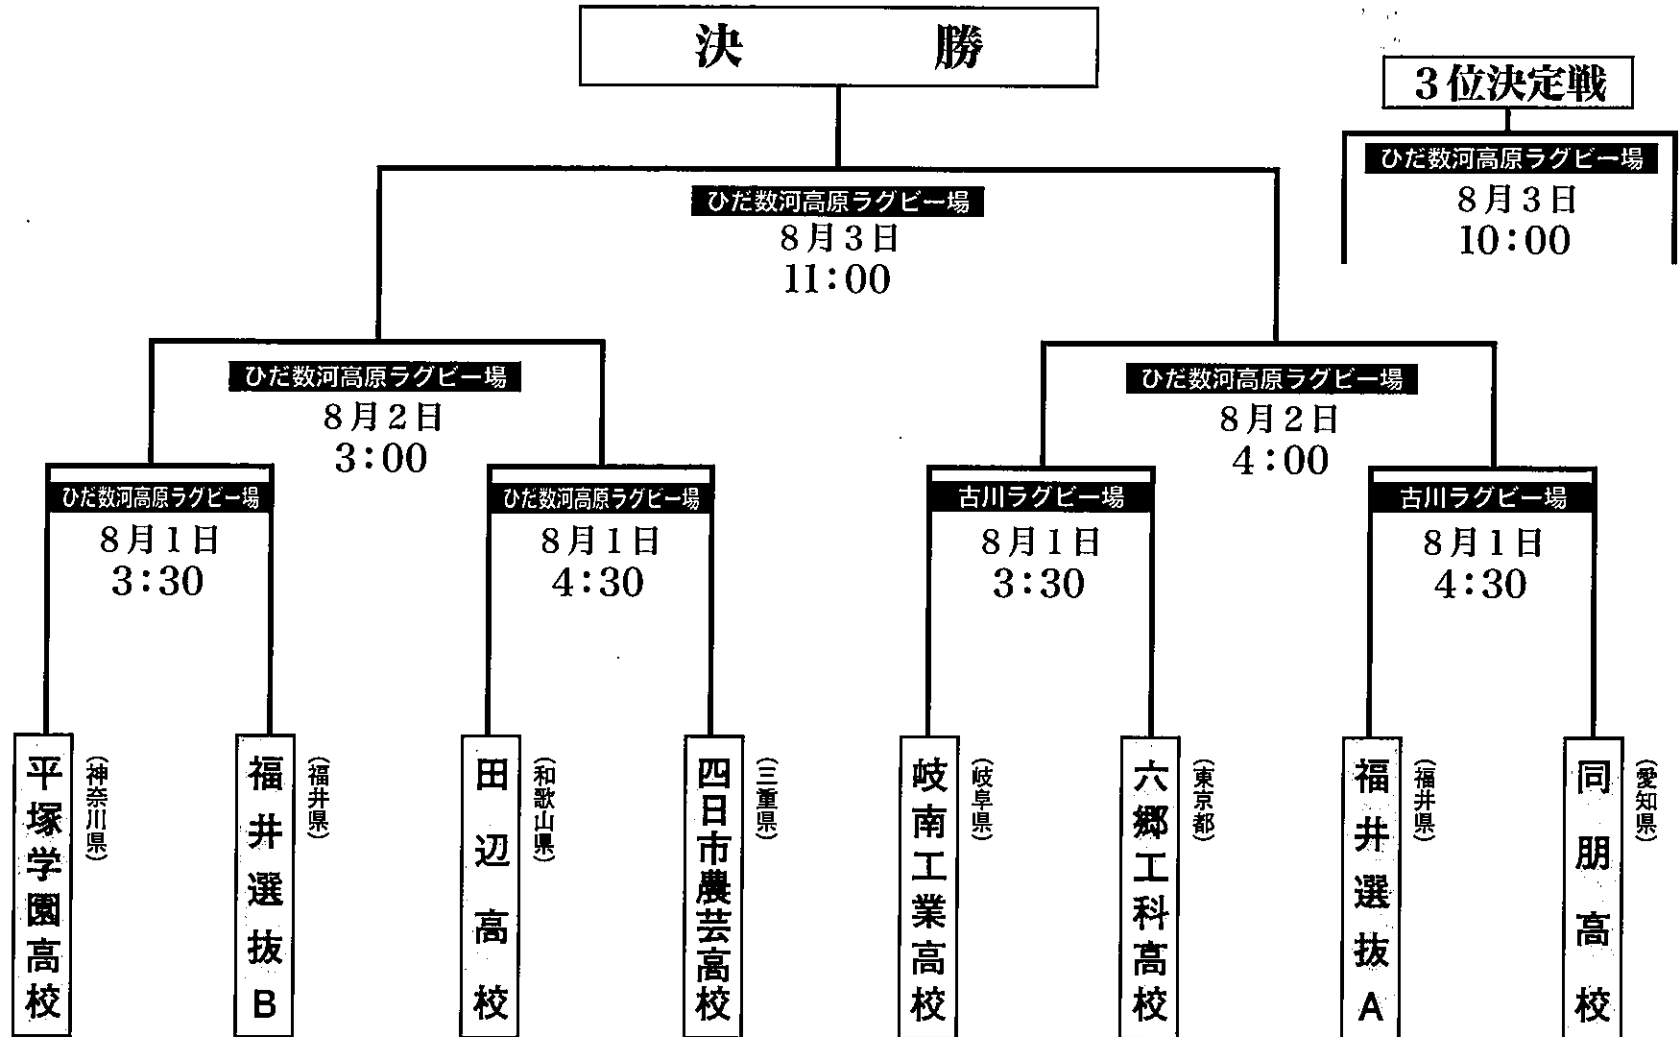 決勝
3位決定戦
ひだ数河高原ラグビー場
8月3日
10:00
ひだ数河高原ラグビー場
8月3日
11:00
ひだ数河高原ラグビー場
8月2日
3:00
ひだ数河高原ラグビー場
8月2日
4:00
ひだ数河高原ラグビー場
8月1日
3:30
ひだ数河高原ラグビー場
8月1日
4:30
古川ラグビー場
8月1日
3:30
古川ラグビー場
8月1日
4:30
平塚学園高校
(神奈川県)
福井選抜B
(福井県)
田辺高校
(和歌山県)
四日市農芸高校
(三重県)
岐南工業高校
(岐阜県)
六郷工科高校
(東京都)
福井選抜A
(福井県)
同朋高校
(愛知県)